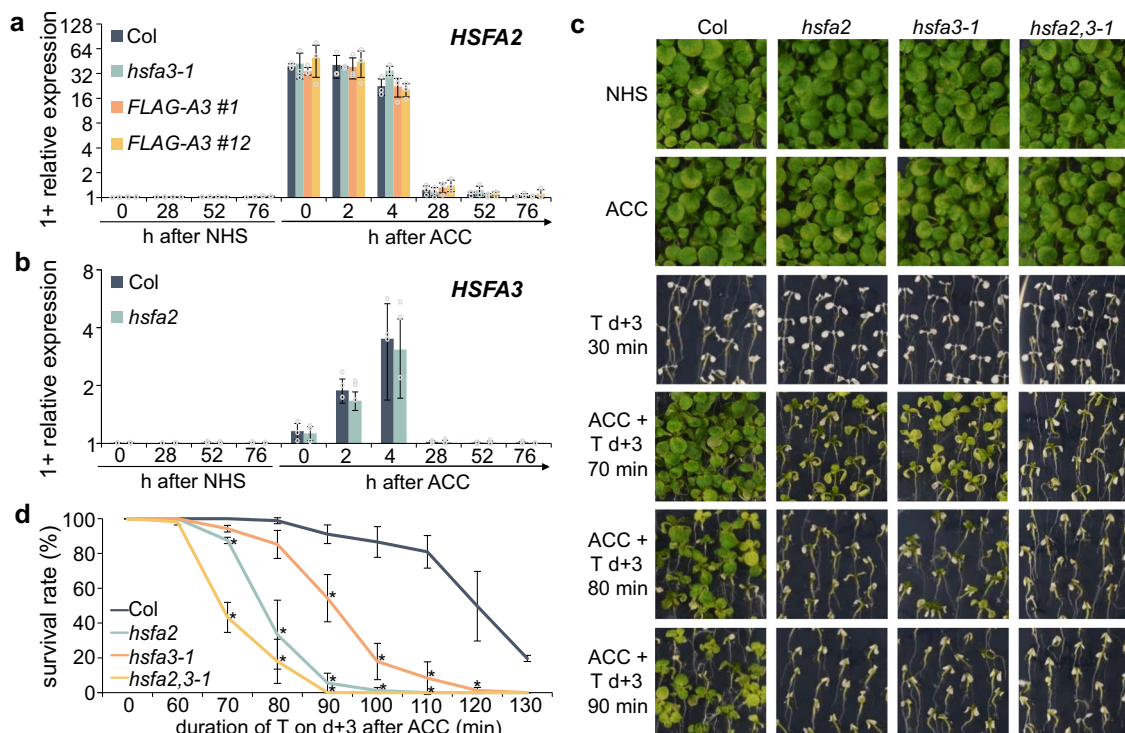 a
HSFA2
Col
hsfa3-1
FLAG-A3 #1
FLAG-A3 #12
1+ relative expression
128
64
32
16
8
4
2
1
0 28 52 76 0 2 4 28 52 76
h after NHS h after ACC
b
HSFA3
Col
hsfa2
1+ relative expression
8
4
2
1
0 28 52 76 0 2 4 28 52 76
h after NHS h after ACC
c
Col hsfa2 hsfa3-1 hsfa2,3-1
NHS
ACC
T d+3
30 min
ACC +
T d+3
70 min
ACC +
T d+3
80 min
ACC +
T d+3
90 min
d
survival rate (%)
100
80
60
40
20
0
Col
hsfa2
hsfa3-1
hsfa2,3-1
* * * * * * * * * * * *
0 60 70 80 90 100 110 120 130
duration of T on d+3 after ACC (min)